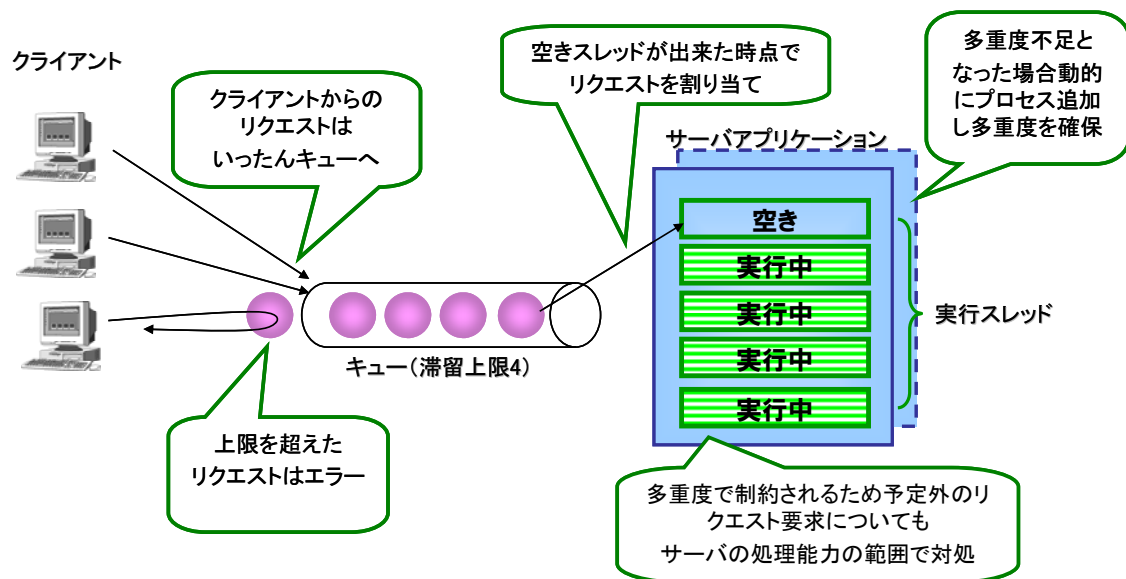 クライアント
クライアントからの
リクエストは
いったんキューへ
空きスレッドが出来た時点で
リクエストを割り当て
多重度不足と
なった場合動的
にプロセス追加
し多重度を確保
サーバアプリケーション
空き
実行中
実行中
実行中
実行中
実行スレッド
キュー(滞留上限4)
上限を超えた
リクエストはエラー
多重度で制約されるため予定外のリ
クエスト要求についても
サーバの処理能力の範囲で対処